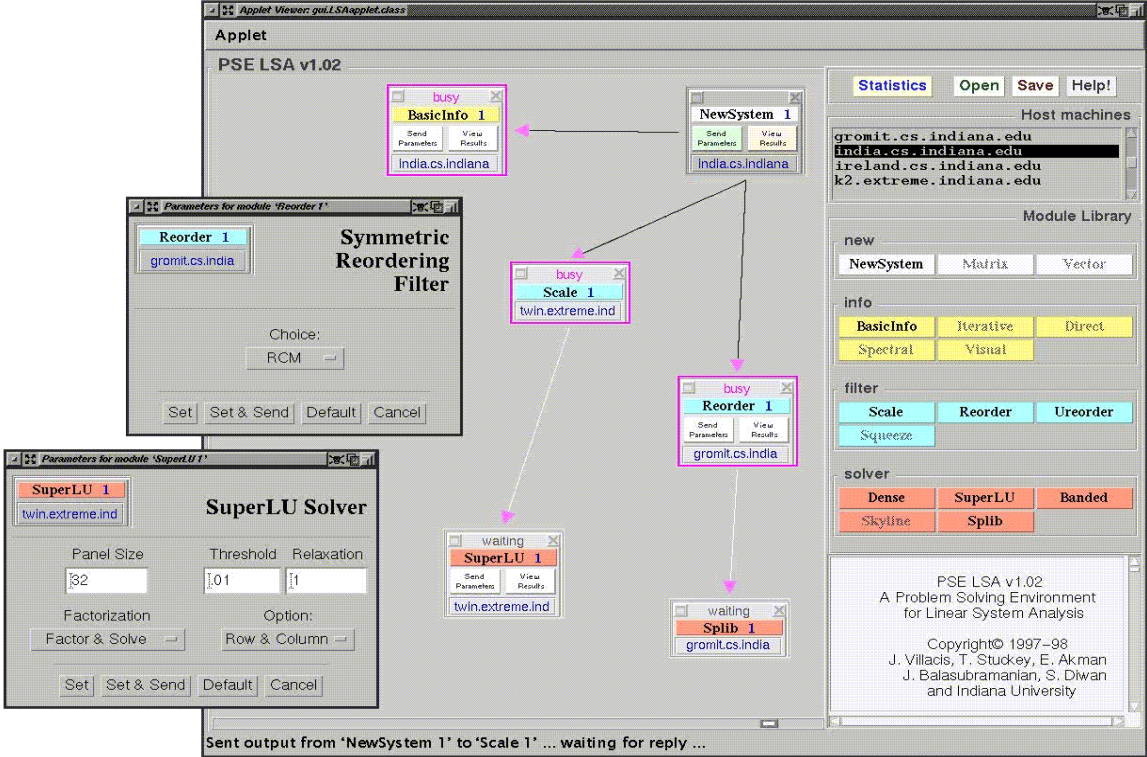 Applet Viewer: gui.LSAapplet.class
Applet
PSE LSA v1.02
busy
BasicInfo 1
Send Parameters
View Results
India.cs.indiana
NewSystem 1
Send Parameters
View Results
India.cs.indiana
busy
Scale 1
twin.extreme.ind
busy
Reorder 1
Send Parameters
View Results
gromit.cs.india
waiting
SuperLU 1
Send Parameters
View Results
twin.extreme.ind
waiting
Splib 1
gromit.cs.india
Parameters for module 'Reorder 1'
Reorder 1
gromit.cs.india
Symmetric
Reordering
Filter
Choice:
RCM
Set Set & Send Default Cancel
Parameters for module 'SuperLU 1'
SuperLU 1
twin.extreme.ind
SuperLU Solver
Panel Size Threshold Relaxation
32 .01 1
Factorization Option:
Factor & Solve Row & Column
Set Set & Send Default Cancel
Statistics Open Save Help!
Host machines
gromit.cs.indiana.edu
india.cs.indiana.edu
ireland.cs.indiana.edu
k2.extreme.indiana.edu
Module Library
new
NewSystem Matrix Vector
info
BasicInfo Iterative Direct
Spectral Visual
filter
Scale Reorder Ureorder
Squeeze
solver
Dense SuperLU Banded
Skyline Splib
PSE LSA v1.02
A Problem Solving Environment
for Linear System Analysis
Copyright© 1997-98
J. Villacis, T. Stuckey, E. Akman
J. Balasubramanian, S. Diwan
and Indiana University
Sent output from 'NewSystem 1' to 'Scale 1' ... waiting for reply ...